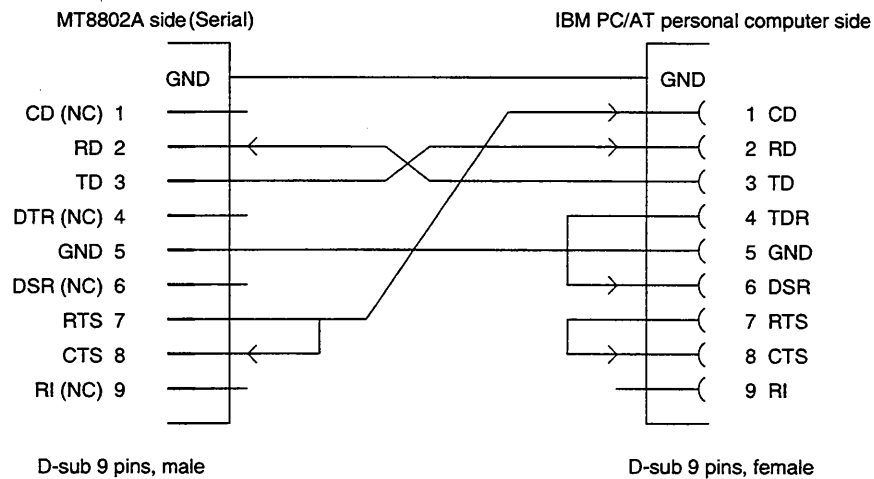 MT8802A side (Serial)
IBM PC/AT personal computer side
GND
GND
CD (NC) 1
1 CD
RD 2
2 RD
TD 3
3 TD
DTR (NC) 4
4 TDR
GND 5
5 GND
DSR (NC) 6
6 DSR
RTS 7
7 RTS
CTS 8
8 CTS
RI (NC) 9
9 RI
D-sub 9 pins, male
D-sub 9 pins, female